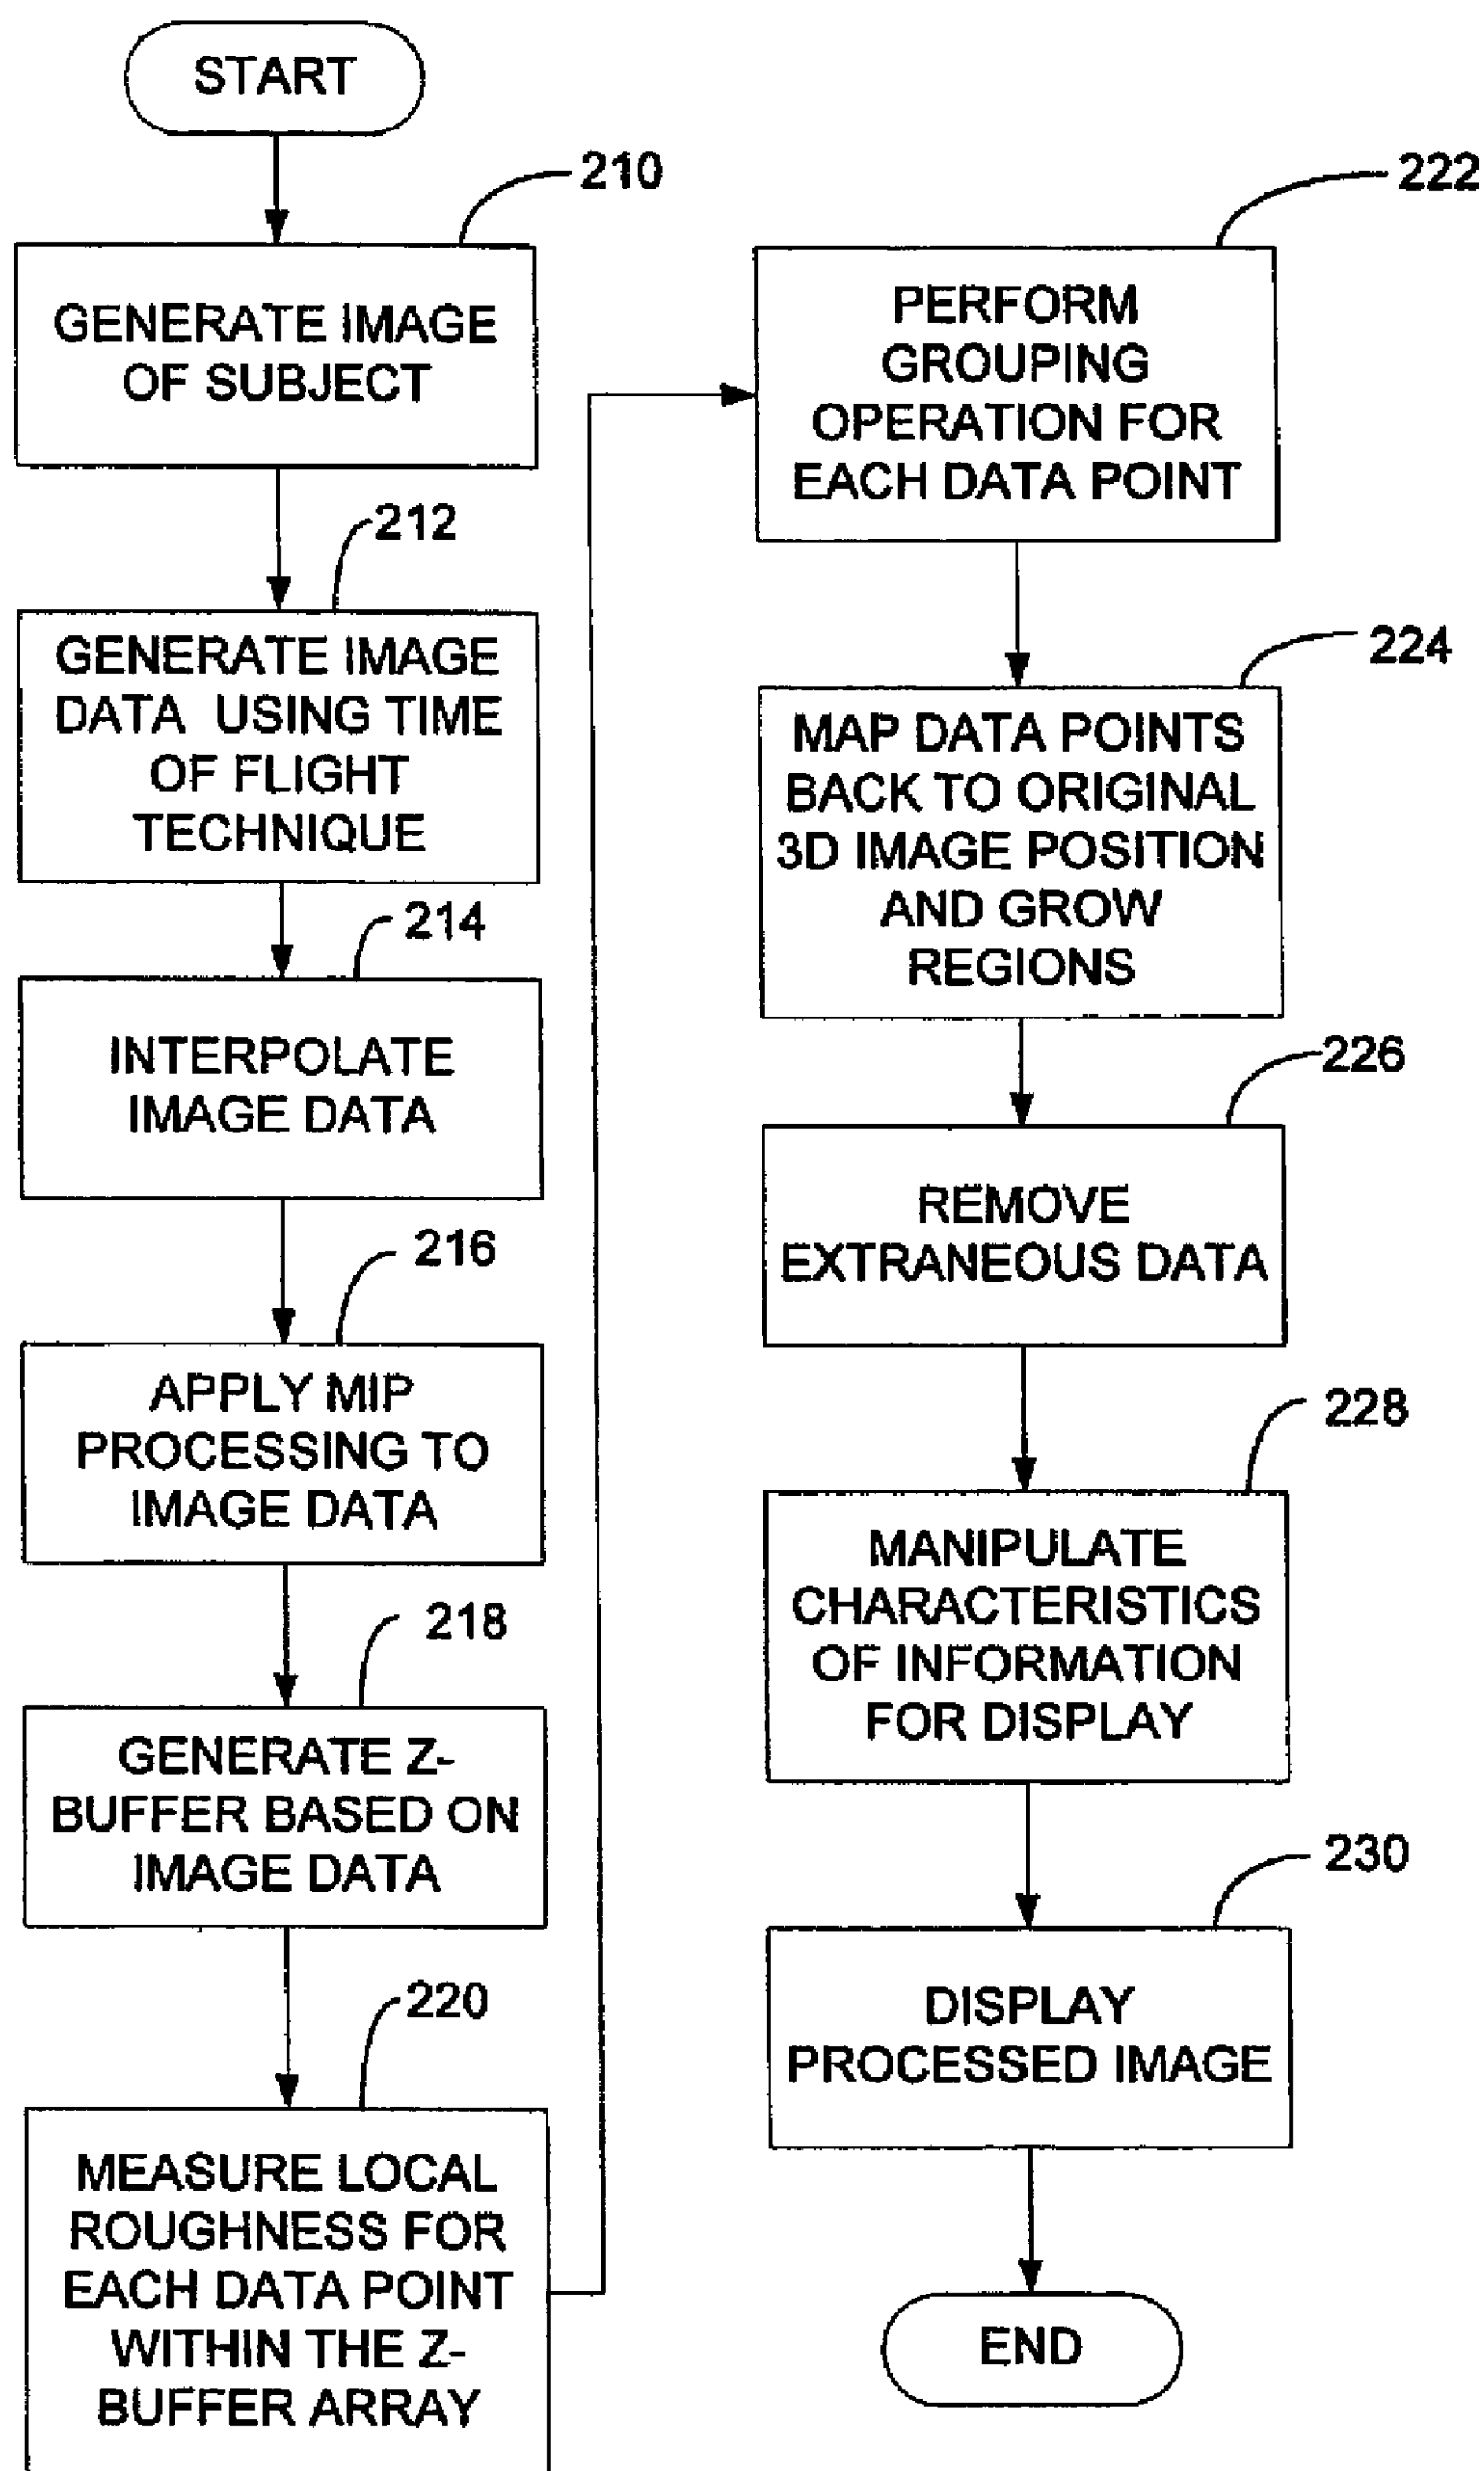 START
210
GENERATE IMAGE
OF SUBJECT
212
GENERATE IMAGE
DATA USING TIME
OF FLIGHT
TECHNIQUE
214
INTERPOLATE
IMAGE DATA
216
APPLY MIP
PROCESSING TO
IMAGE DATA
218
GENERATE Z-
BUFFER BASED ON
IMAGE DATA
220
MEASURE LOCAL
ROUGHNESS FOR
EACH DATA POINT
WITHIN THE Z-
BUFFER ARRAY
222
PERFORM
GROUPING
OPERATION FOR
EACH DATA POINT
224
MAP DATA POINTS
BACK TO ORIGINAL
3D IMAGE POSITION
AND GROW
REGIONS
226
REMOVE
EXTRANEOUS DATA
228
MANIPULATE
CHARACTERISTICS
OF INFORMATION
FOR DISPLAY
230
DISPLAY
PROCESSED IMAGE
END